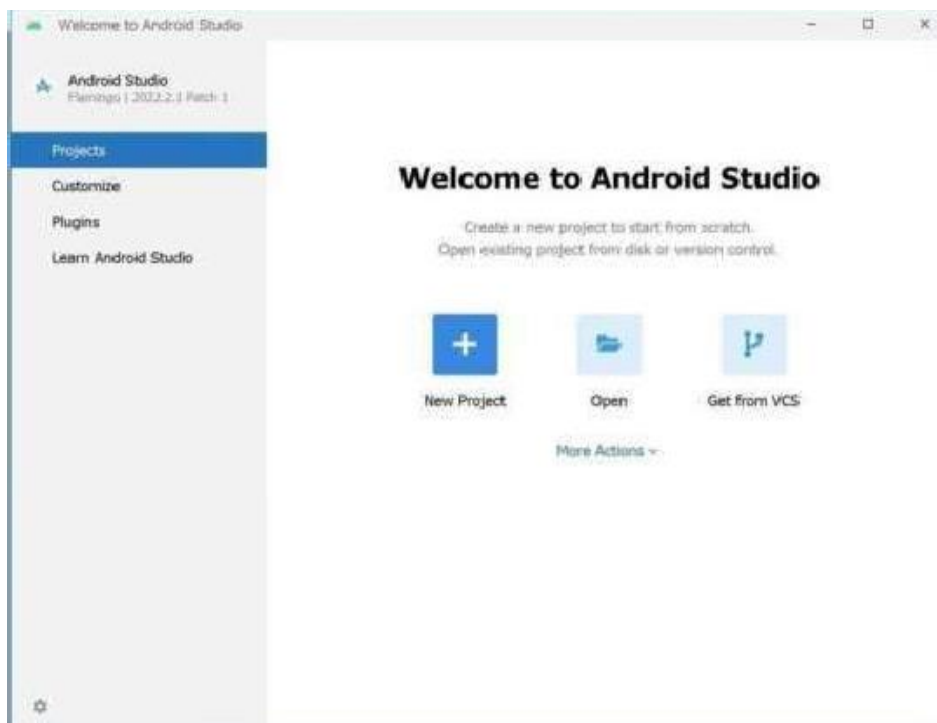 Welcome to Android Studio
Android Studio
Flamingo | 2022.2.1 Patch 1
Projects
Customize
Plugins
Learn Android Studio
Welcome to Android Studio
Create a new project to start from scratch.
Open existing project from disk or version control.
New Project
Open
Get from VCS
More Actions